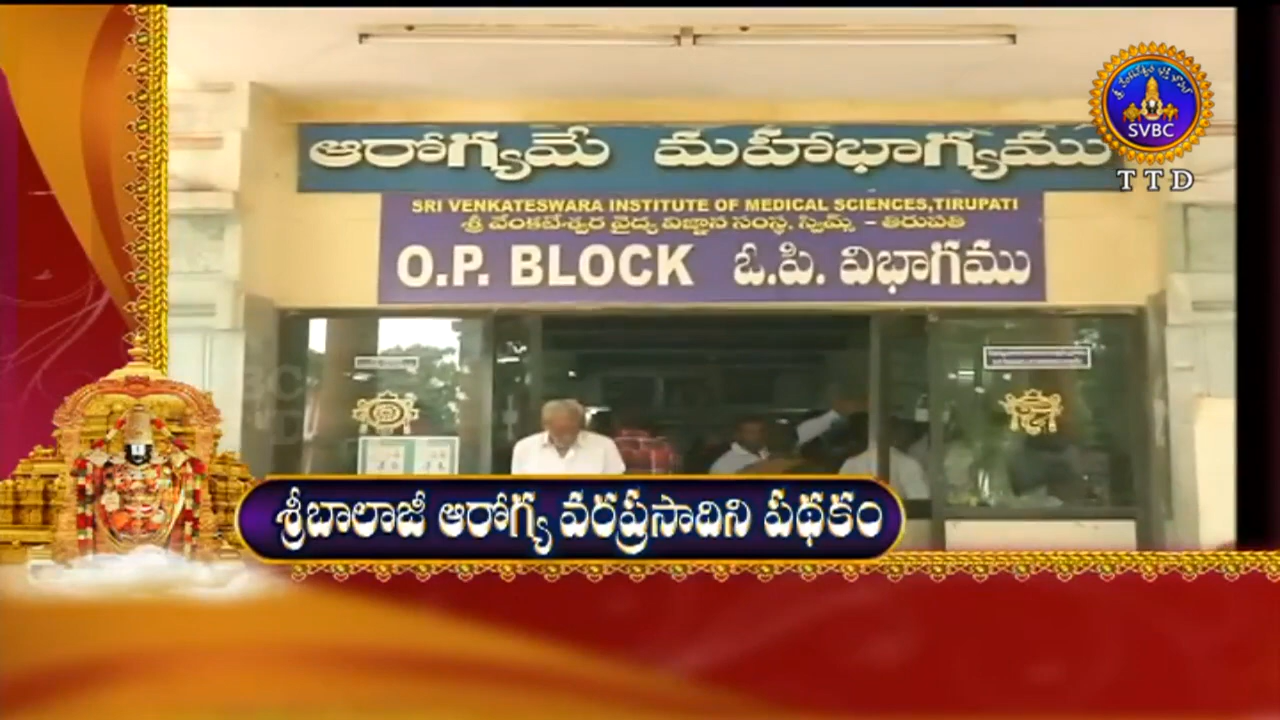 ఆరోగ్యమే మహాభాగ్యము
SRI VENKATESWARA INSTITUTE OF MEDICAL SCIENCES,TIRUPATI
శ్రీ వేంకటేశ్వర వైద్య విజ్ఞాన సంస్థ, స్విమ్స్ - తిరుపతి
O.P. BLOCK ఓ.పి. విభాగము
SVBC
TTD
శ్రీబాలాజీ ఆరోగ్య వరప్రసాదిని పథకం